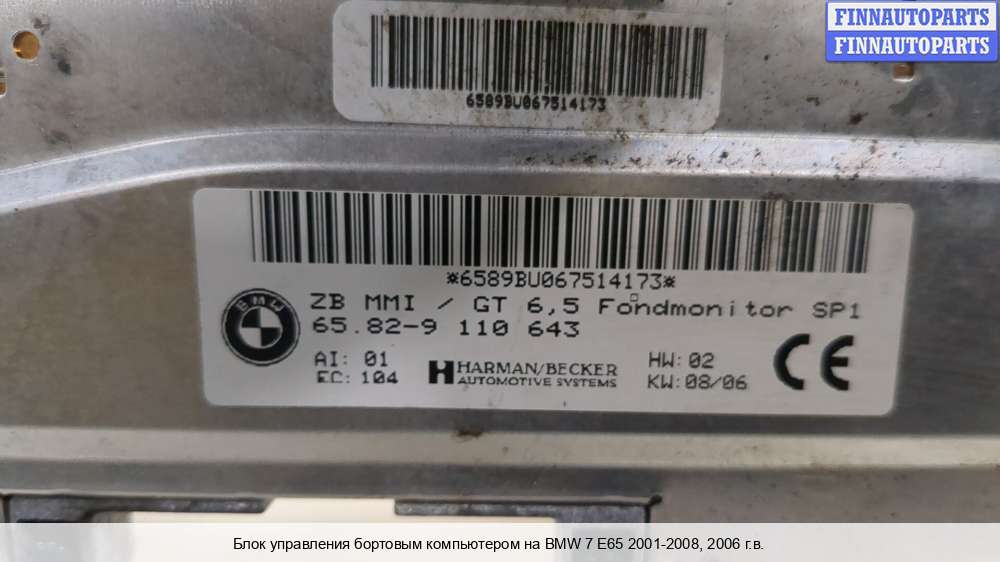 FINNAUTOPARTS
FINNAUTOPARTS
6589BU067514173
*6589BU067514173*
BMW
ZB MMI / GT 6,5 Fondmonitor SP1
65.82-9 110 643
AI: 01
EC: 104
HARMAN/BECKER
AUTOMOTIVE SYSTEMS
HW: 02
KW: 08/06
CE
Блок управления бортовым компьютером на BMW 7 E65 2001-2008, 2006 г.в.